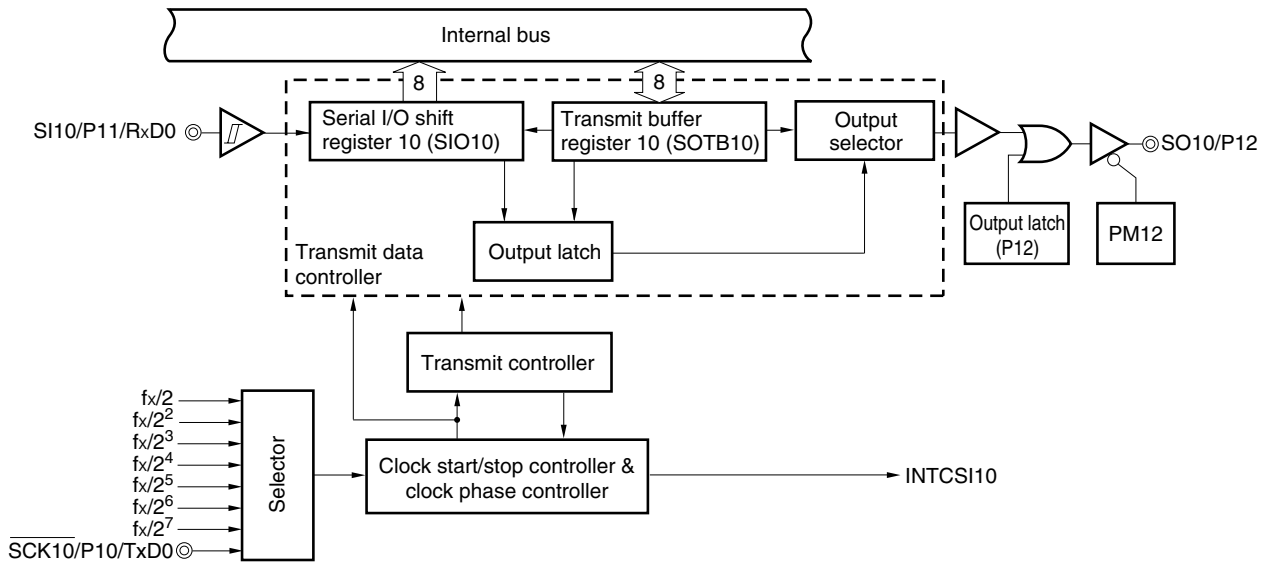 Internal bus
8
8
SI10/P11/RxD0
Serial I/O shift
register 10 (SIO10)
Transmit buffer
register 10 (SOTB10)
Output
selector
SO10/P12
Output latch
(P12)
PM12
Output latch
Transmit data
controller
Transmit controller
fx/2
fx/2²
fx/2³
fx/2⁴
fx/2⁵
fx/2⁶
fx/2⁷
SCK10/P10/TxD0
Selector
Clock start/stop controller &
clock phase controller
INTCSI10